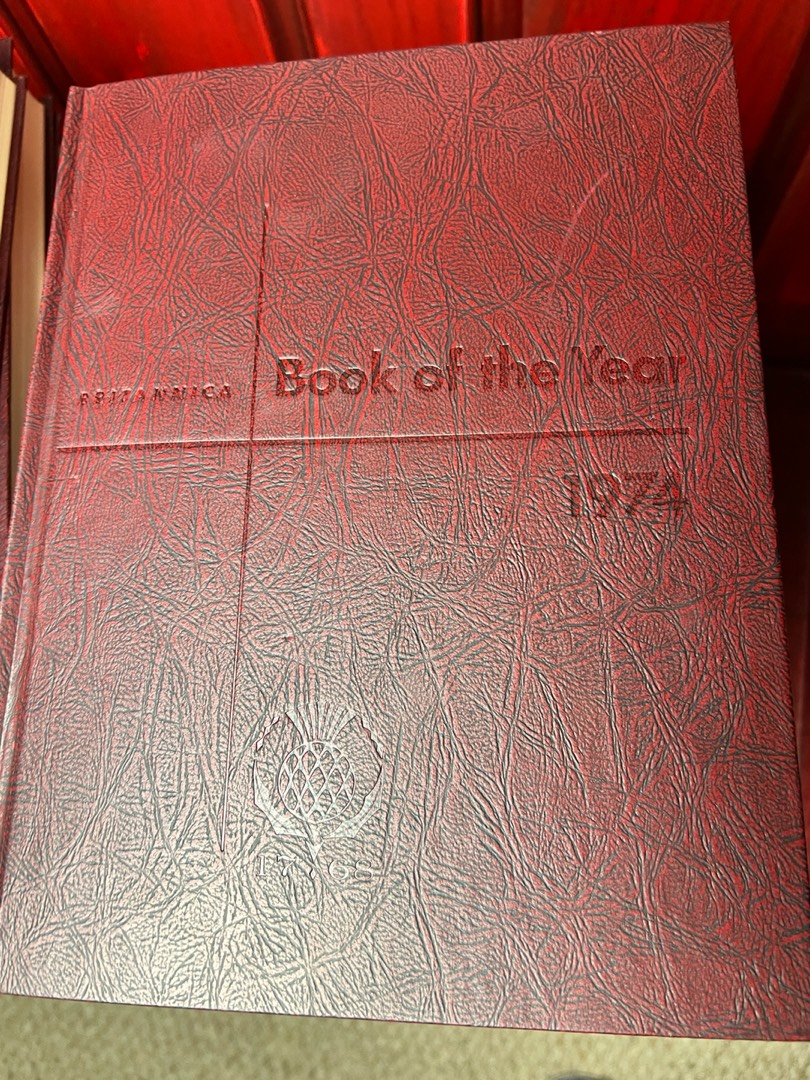 BRITANNICA Book of the Year
1974
1768